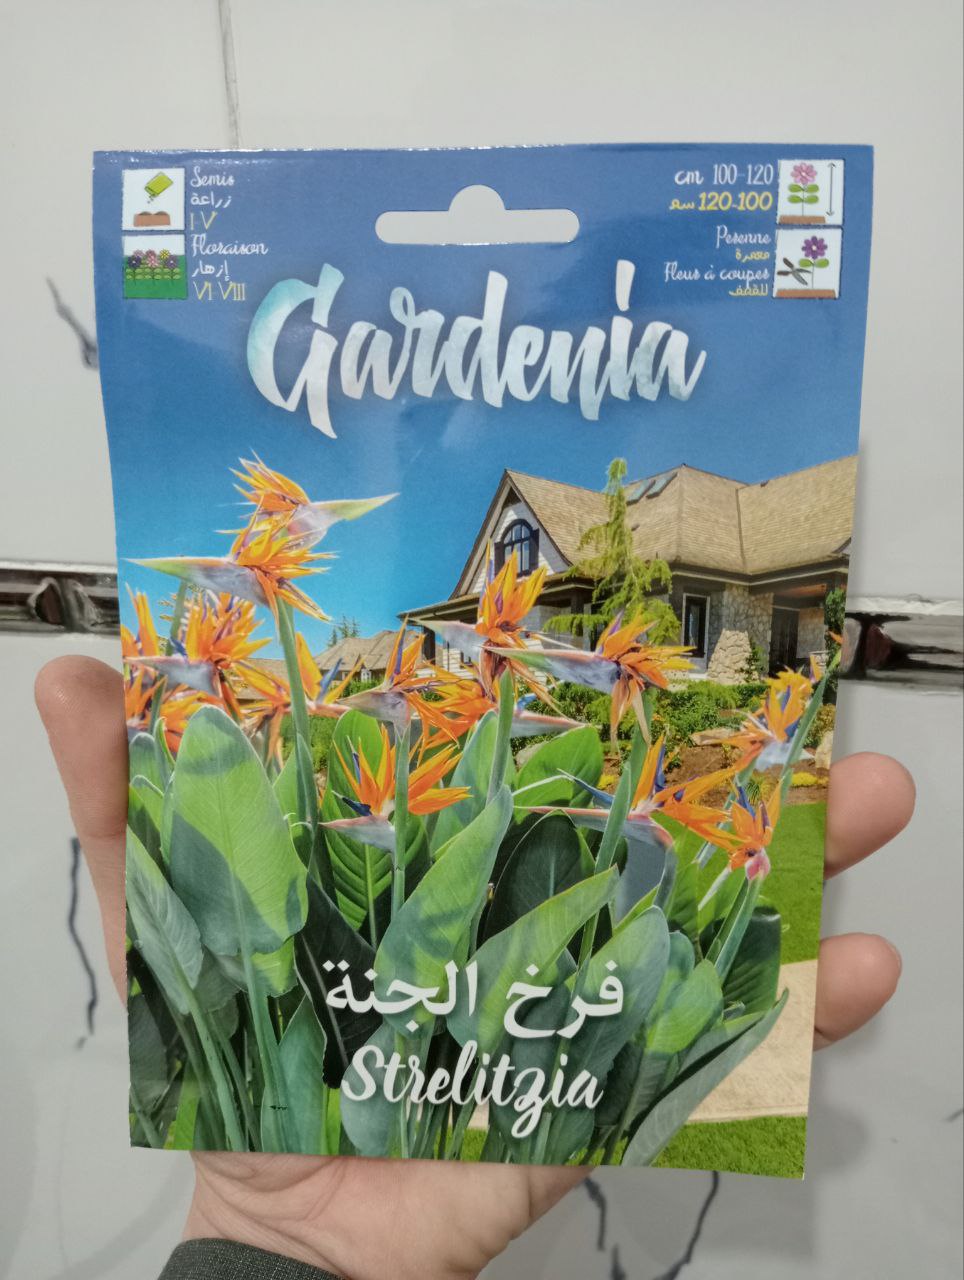 Semis
زراعة
I-V
Floraison
إزهار
VI-VIII
cm 100-120
120-100 سم
Perenne
معمرة
Fleurs à coupes
للقطف
Gardenia
فرخ الجنة
Strelitzia